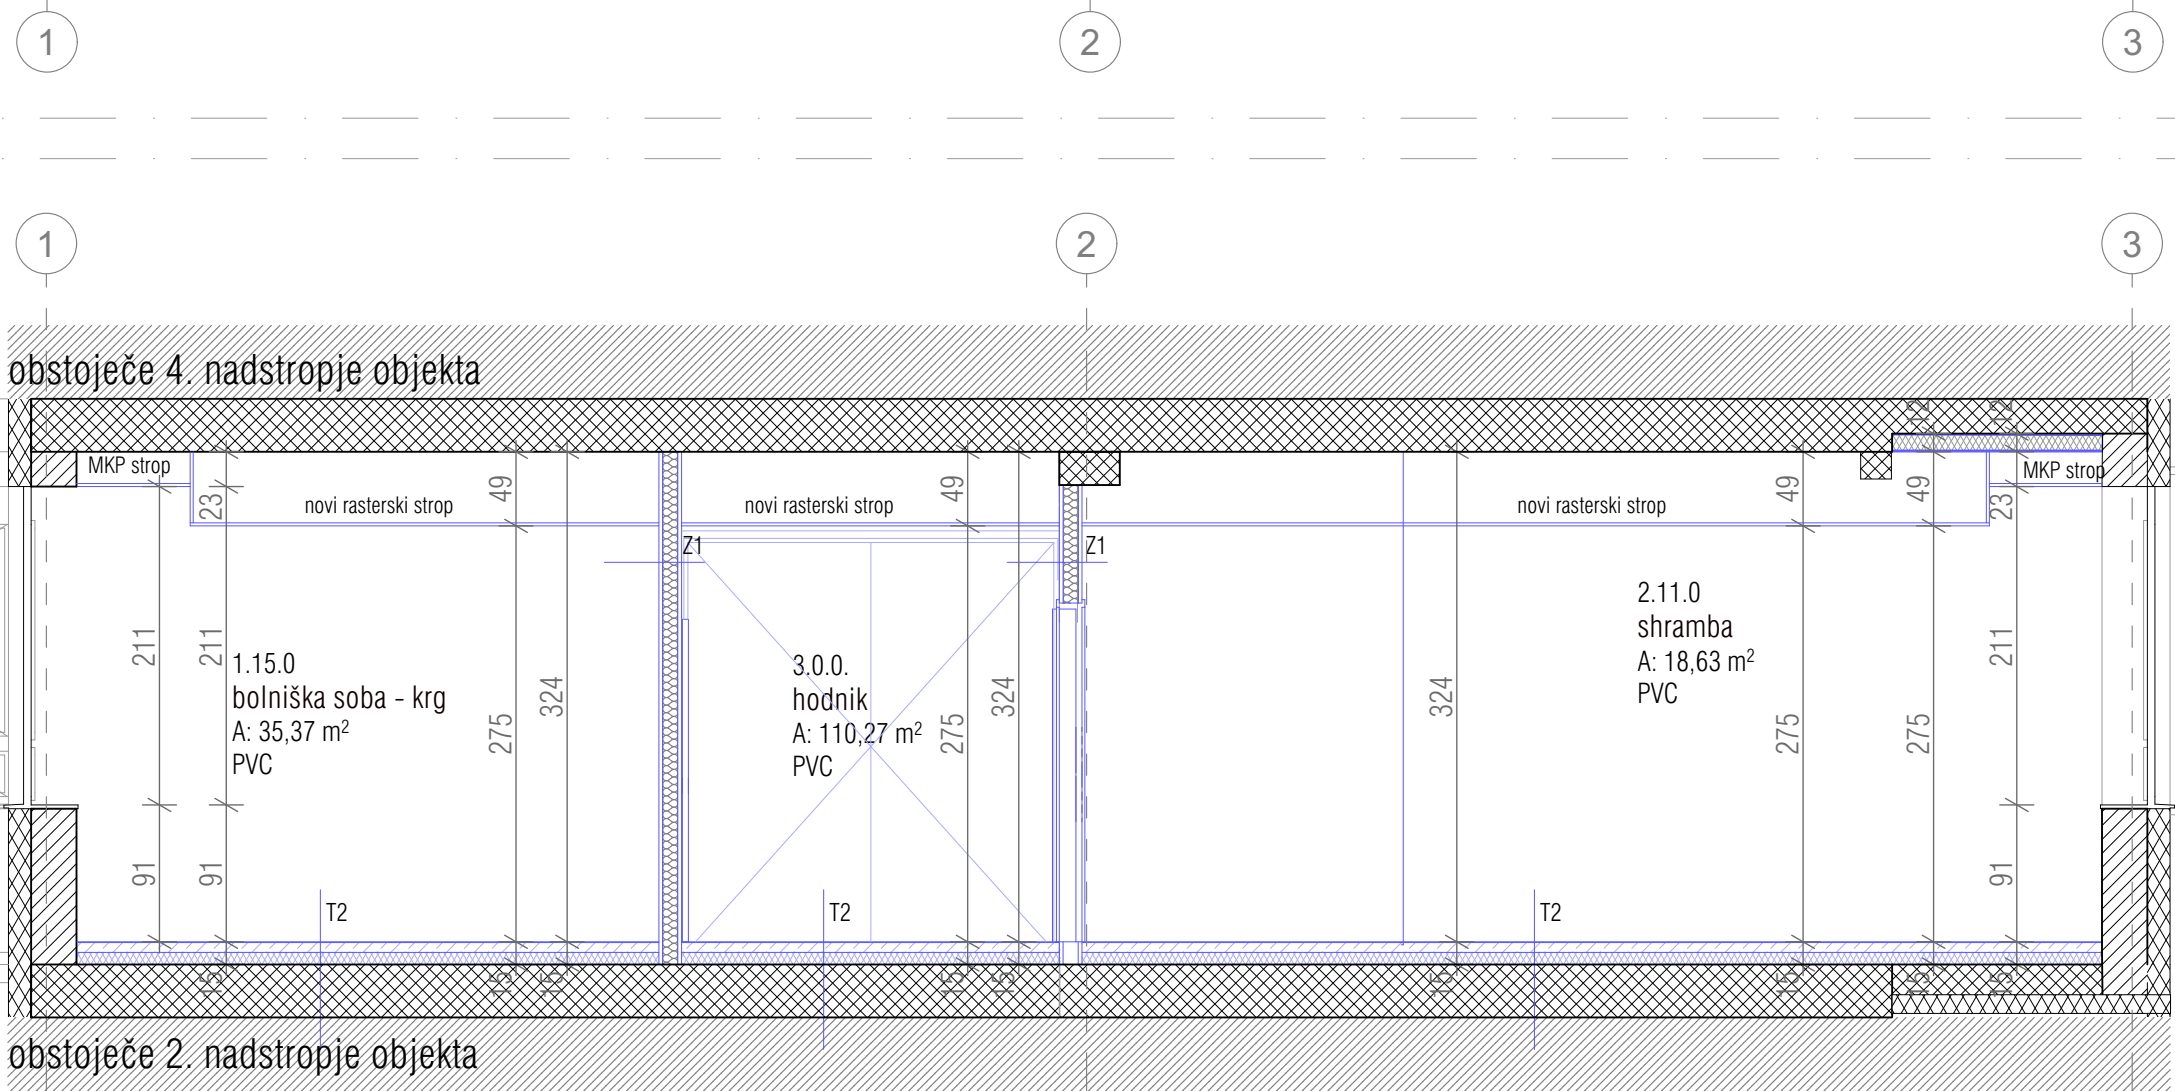 1
2
3
1
2
3
obstoječe 4. nadstropje objekta
12
12
MKP strop
MKP strop
23
49
49
49
49
23
novi rasterski strop
novi rasterski strop
novi rasterski strop
Z1
Z1
2.11.0
shramba
A: 18,63 m²
PVC
211
211
211
1.15.0
bolniška soba - krg
A: 35,37 m²
PVC
3.0.0.
hodnik
A: 110,27 m²
PVC
324
324
324
275
275
275
275
91
91
91
T2
T2
T2
15
15
15
15
15
15
15
15
15
obstoječe 2. nadstropje objekta